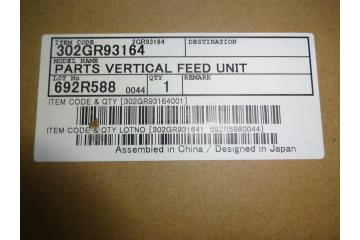 ITEM CODE 2GR93164 DESTINATION
302GR93164
MODEL NAME
PARTS VERTICAL FEED UNIT
LOT No QTY REMARK
692R588 0044 1
ITEM CODE & QTY [302GR93164001]
ITEM CODE & QTY LOTNO [302GR931641 692R5880044]
Assembled in China / Designed in Japan